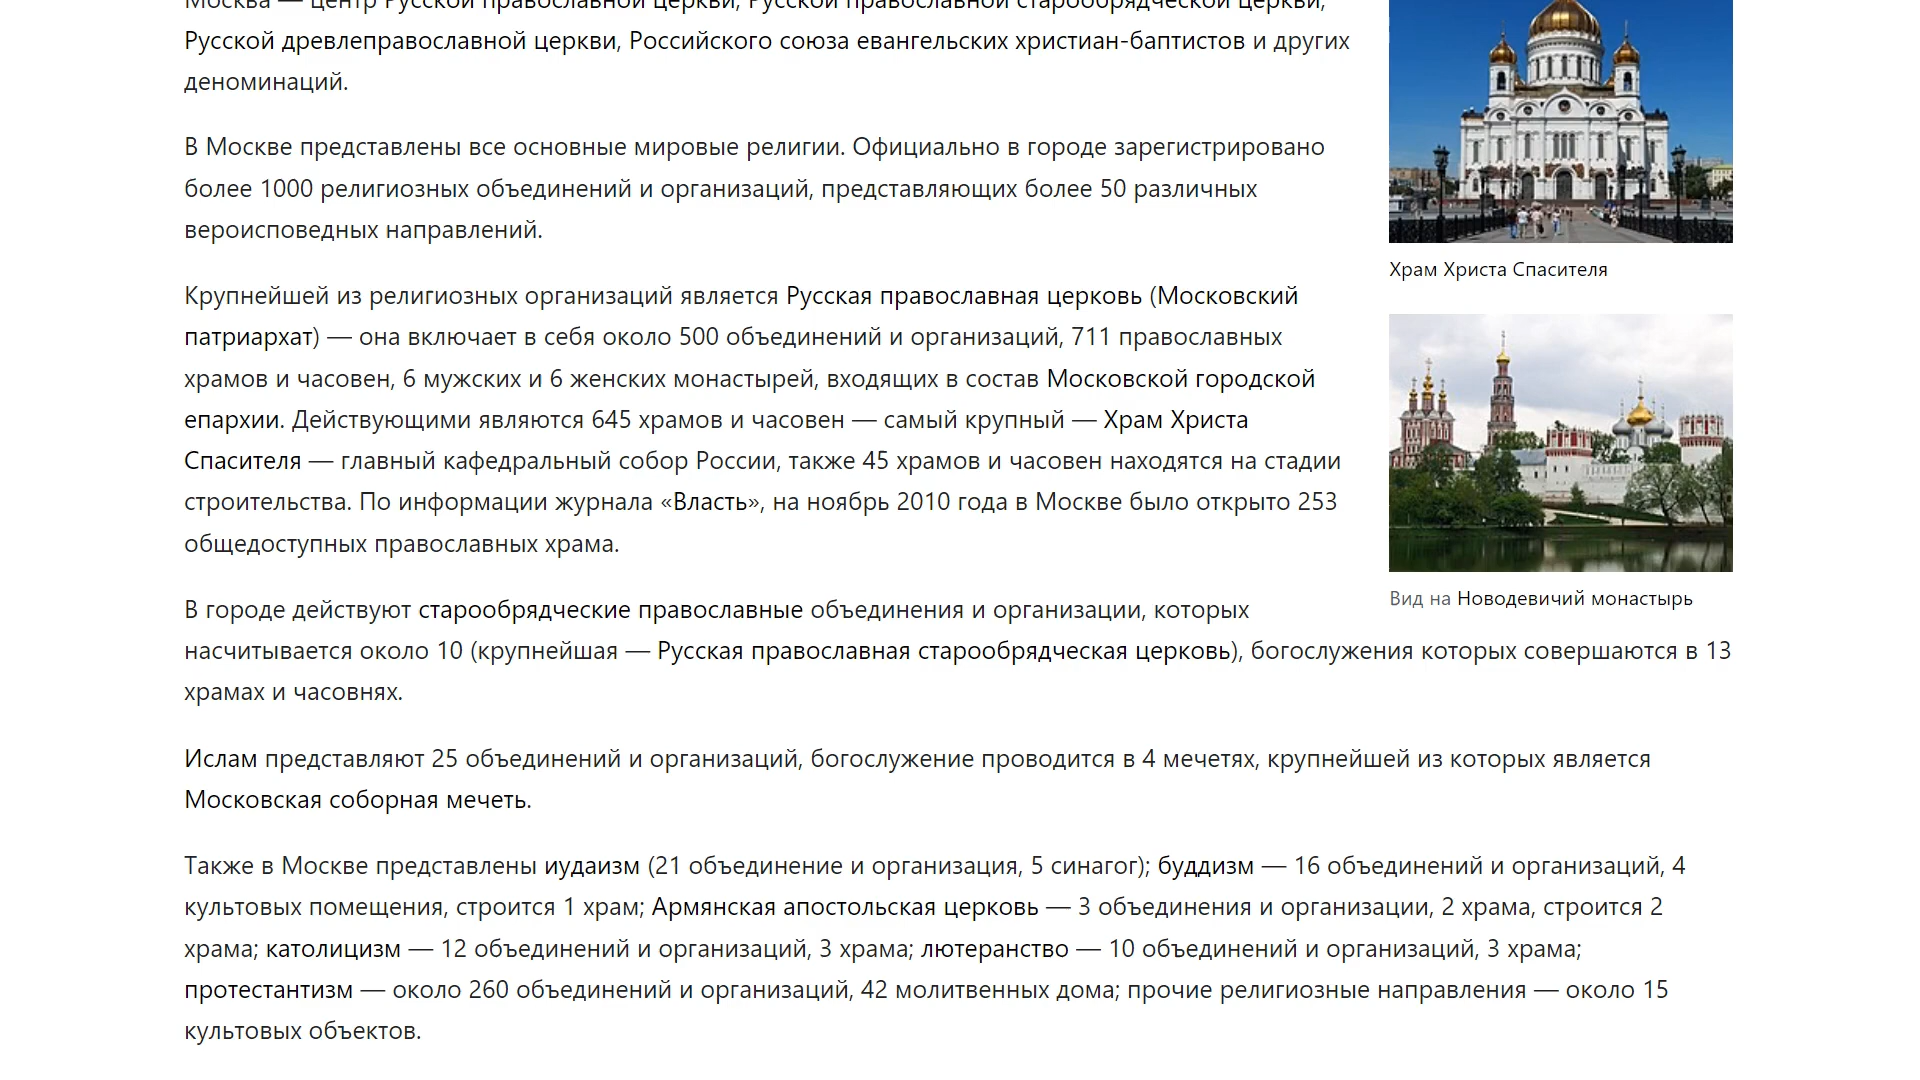 Москва — центр Русской православной церкви, Русской православной старообрядческой церкви,
Русской древлеправославной церкви, Российского союза евангельских христиан-баптистов и других
деноминаций.
В Москве представлены все основные мировые религии. Официально в городе зарегистрировано
более 1000 религиозных объединений и организаций, представляющих более 50 различных
вероисповедных направлений.
Крупнейшей из религиозных организаций является Русская православная церковь (Московский
патриархат) — она включает в себя около 500 объединений и организаций, 711 православных
храмов и часовен, 6 мужских и 6 женских монастырей, входящих в состав Московской городской
епархии. Действующими являются 645 храмов и часовен — самый крупный — Храм Христа
Спасителя — главный кафедральный собор России, также 45 храмов и часовен находятся на стадии
строительства. По информации журнала «Власть», на ноябрь 2010 года в Москве было открыто 253
общедоступных православных храма.
В городе действуют старообрядческие православные объединения и организации, которых
насчитывается около 10 (крупнейшая — Русская православная старообрядческая церковь), богослужения которых совершаются в 13
храмах и часовнях.
Ислам представляют 25 объединений и организаций, богослужение проводится в 4 мечетях, крупнейшей из которых является
Московская соборная мечеть.
Также в Москве представлены иудаизм (21 объединение и организация, 5 синагог); буддизм — 16 объединений и организаций, 4
культовых помещения, строится 1 храм; Армянская апостольская церковь — 3 объединения и организации, 2 храма, строится 2
храма; католицизм — 12 объединений и организаций, 3 храма; лютеранство — 10 объединений и организаций, 3 храма;
протестантизм — около 260 объединений и организаций, 42 молитвенных дома; прочие религиозные направления — около 15
культовых объектов.
Храм Христа Спасителя
Вид на Новодевичий монастырь